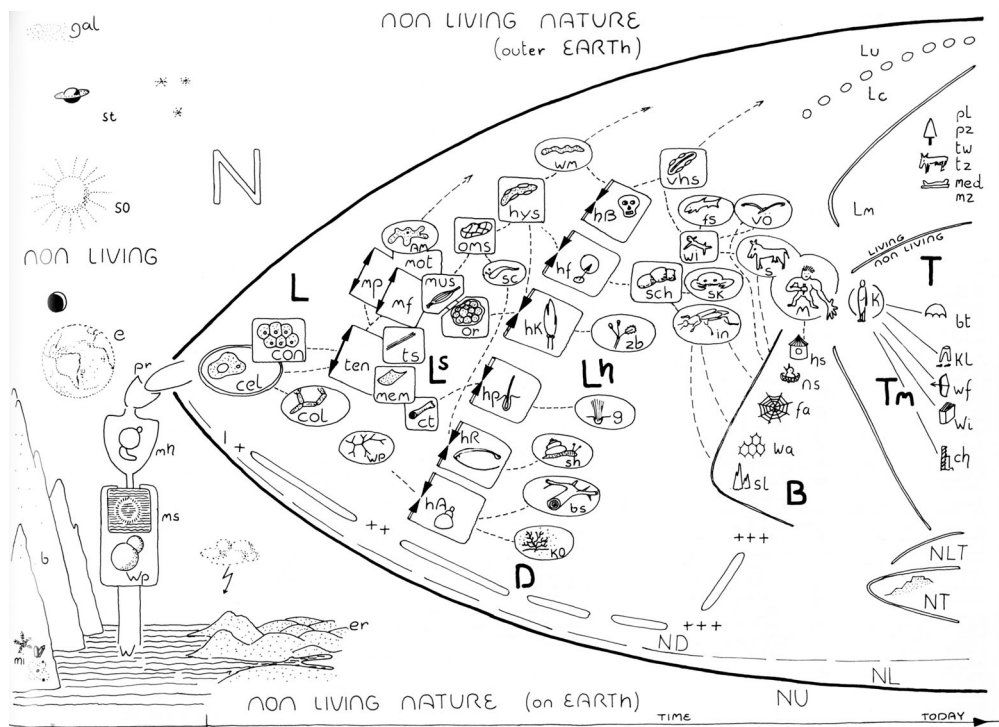 NON LIVING NATURE
(outer EARTH)
gal
st
N
so
NON LIVING
e
pr
mn
ms
wp
b
mi
er
NON LIVING NATURE (on EARTH)
TIME
TODAY
L
cel
con
col
AM
mot
mp
mf
mus
oms
ten
ts
mem
ct
or
sc
hys
wm
wp
Ls
hB
hf
hK
hp
hR
hA
Lh
zb
g
sh
bs
KO
D
vhs
fs
vo
wi
sch
sk
in
s
m
hs
ns
fa
wa
sl
B
Lu
Lc
Lm
pl
pz
tw
tz
med
mz
LIVING
NON LIVING
T
K
bt
KL
wf
Wi
ch
Tm
NLT
NT
I +
++
+++
+++
ND
NL
NU